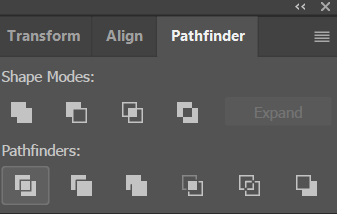 Transform Align Pathfinder
Shape Modes:
Expand
Pathfinders: